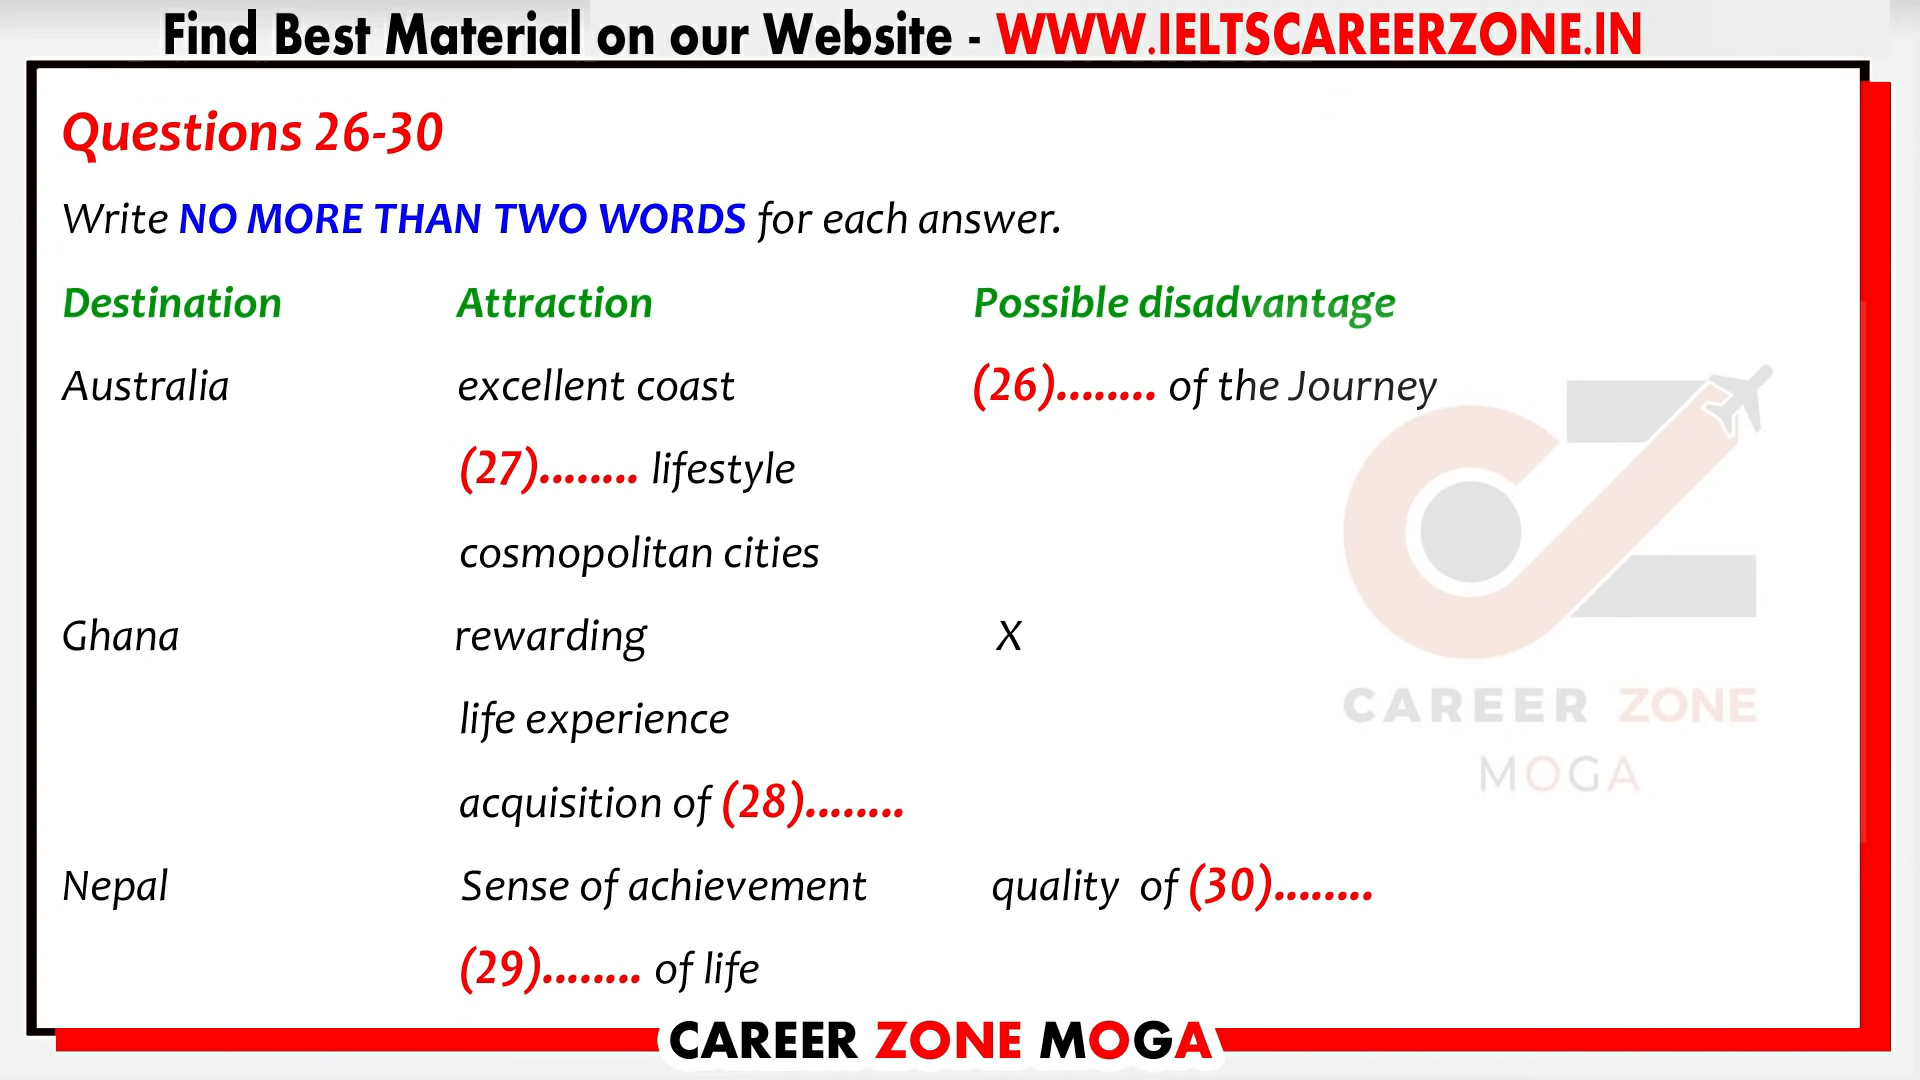 Find Best Material on our Website - WWW.IELTSCAREERZONE.IN
Questions 26-30
Write NO MORE THAN TWO WORDS for each answer.
Destination Attraction Possible disadvantage
Australia excellent coast (26)........ of the Journey
(27)........ lifestyle
cosmopolitan cities
Ghana rewarding X
life experience
acquisition of (28)........
Nepal Sense of achievement quality of (30)........
(29)........ of life
CZ
CAREER ZONE
MOGA
CAREER ZONE MOGA